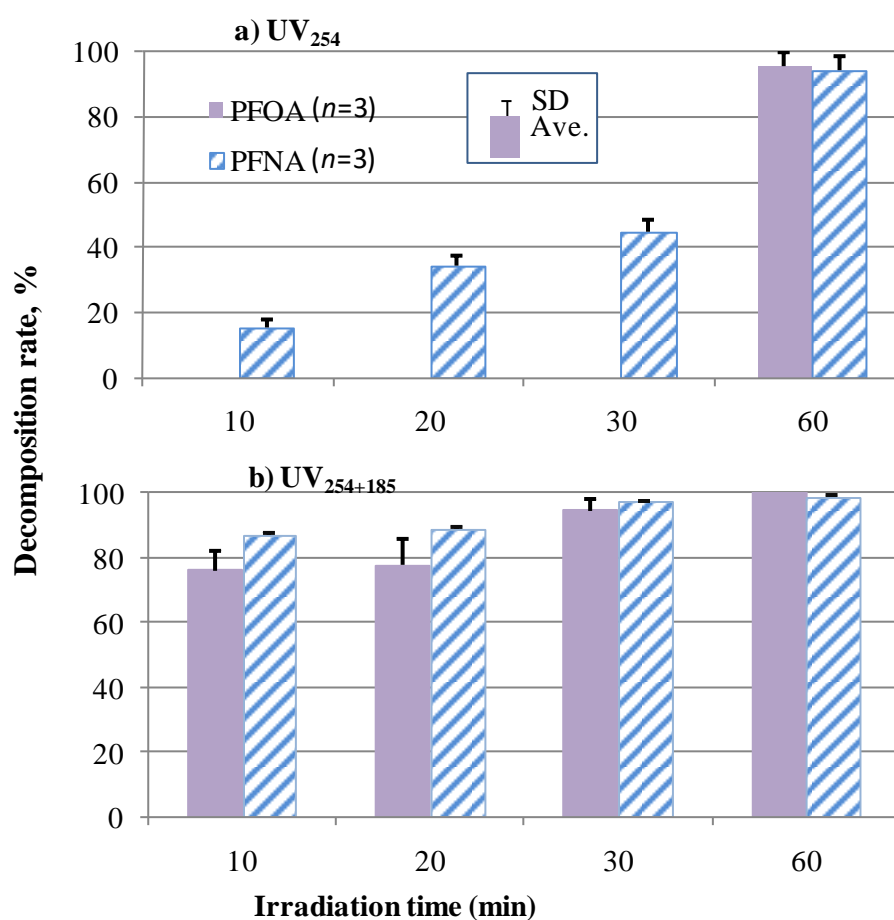 a) UV254
100
80
60
40
20
0
PFOA (n=3)
PFNA (n=3)
SD
Ave.
10 20 30 60
Decomposition rate, %
b) UV254+185
100
80
60
40
20
0
10 20 30 60
Irradiation time (min)